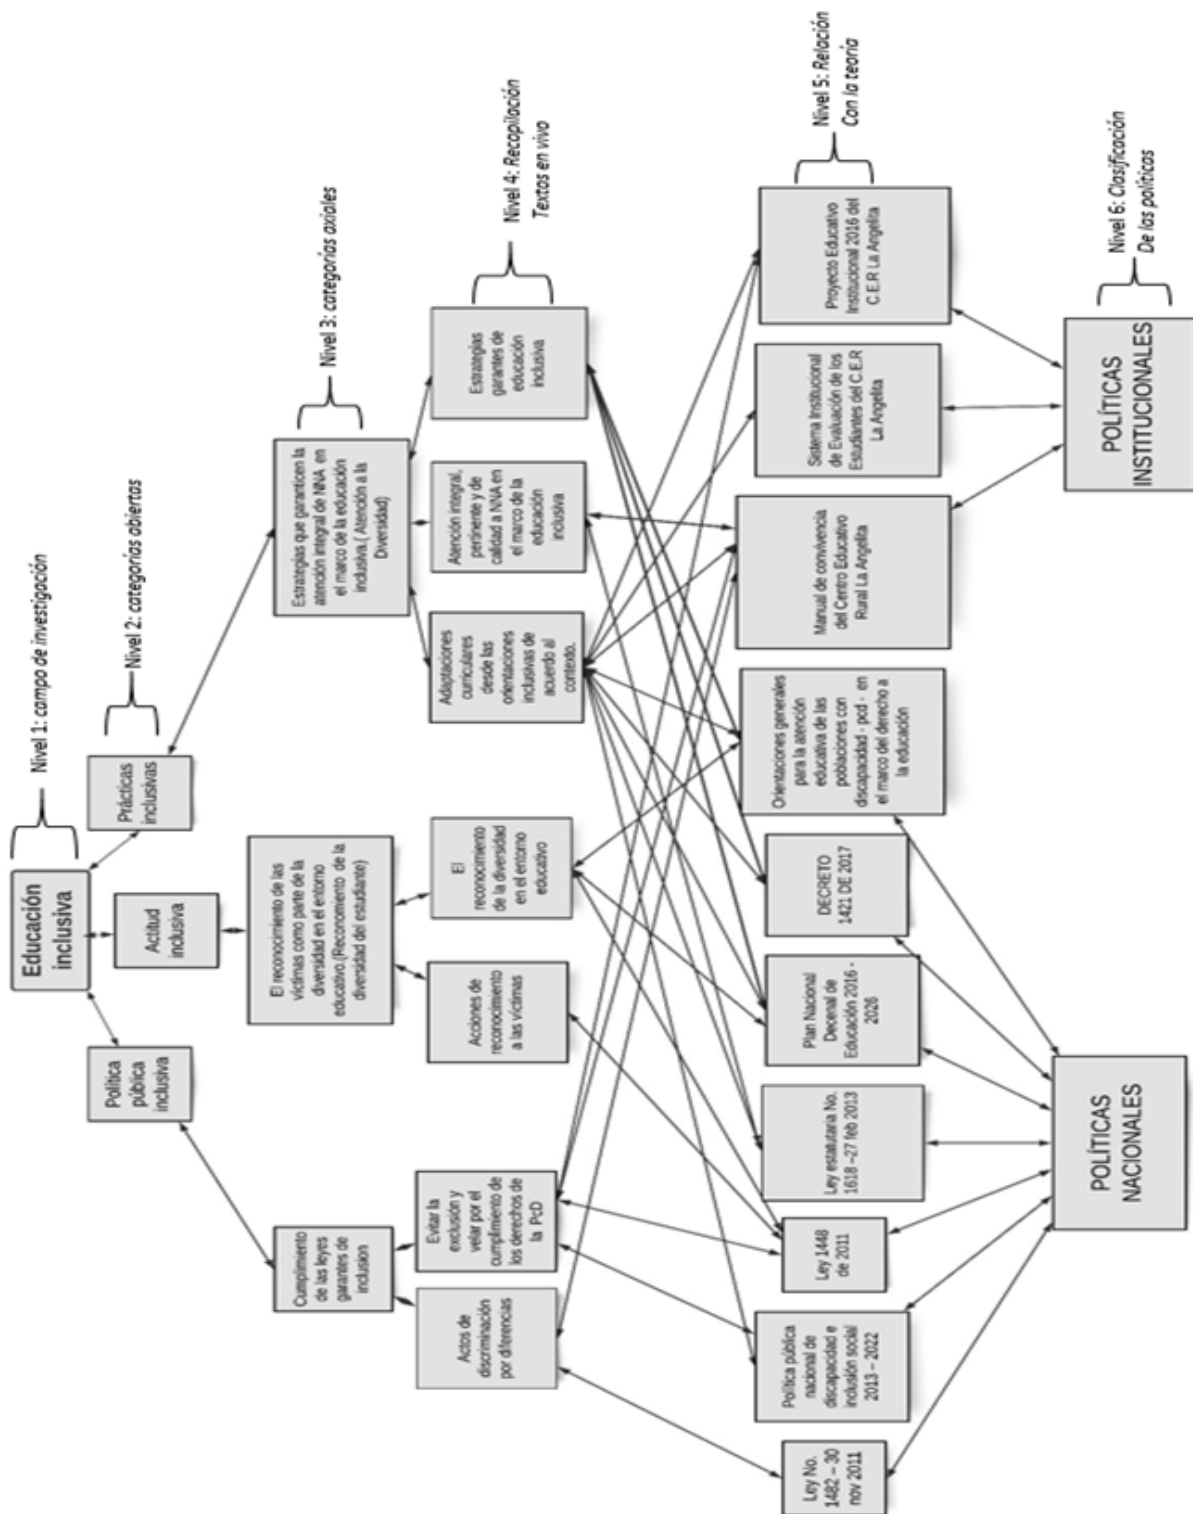 Educación
inclusiva
Nivel 1: campo de investigación
Política
pública
inclusiva
Actitud
inclusiva
Prácticas
inclusivas
Nivel 2: categorías abiertas
Cumplimiento
de las leyes
garantes de
inclusion
El reconocimiento de las
víctimas como parte de la
diversidad en el entorno
educativo.(Reconomiento de la
diversidad del estudiante)
Estrategias que garanticen la
atención integral de NNA en
el marco de la educación
inclusiva.( Atención a la
Diversidad)
Nivel 3: categorías axiales
Actos de
discriminación
por diferencias
Evitar la
exclusión y
velar por el
cumplimiento de
los derechos de
la PcD
Acciones de
reconocimiento
a las víctimas
El
reconocimiento
de la diversidad
en el entorno
educativo
Adaptaciones
curriculares
desde las
orientaciones
inclusivas de
acuerdo al
contexto.
Atención integral,
pertinente y de
calidad a NNA en
el marco de la
educación
inclusiva
Estrategias
garantes de
educación
inclusiva
Nivel 4: Recopilación
Textos en vivo
Ley No.
1482 – 30
nov 2011
Política pública
nacional de
discapacidad e
inclusión social
2013 – 2022
Ley 1448
de 2011
Ley estatutaria No.
1618 –27 feb 2013
Plan Nacional
Decenal de
Educación 2016 -
2026
DECRETO
1421 DE 2017
Orientaciones generales
para la atención
educativa de las
poblaciones con
discapacidad - pcd - en
el marco del derecho a
la educación
Manual de convivencia
del Centro Educativo
Rural La Angelita
Sistema Institucional
de Evaluación de los
Estudiantes del C.E.R
La Angelita
Proyecto Educativo
Institucional 2016 del
C.E.R La Angelita
Nivel 5: Relación
Con la teoría
POLÍTICAS
NACIONALES
POLÍTICAS
INSTITUCIONALES
Nivel 6: Clasificación
De las políticas